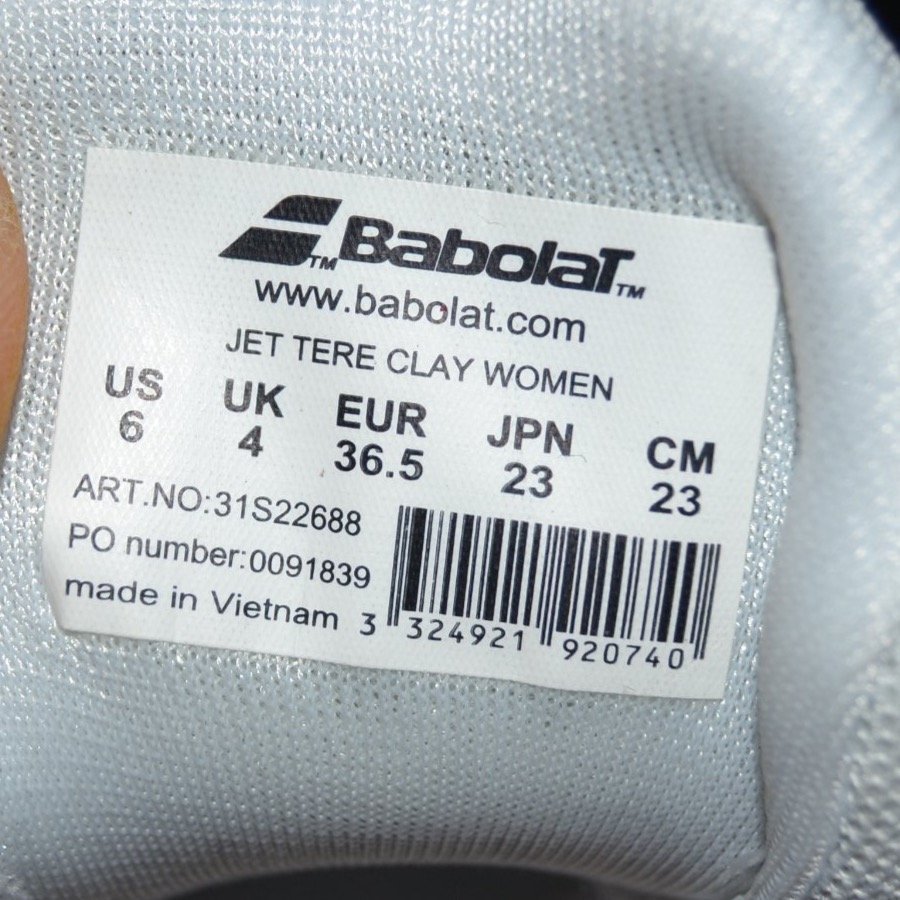 Babolat™
www.babolat.com
JET TERE CLAY WOMEN
US UK EUR JPN CM
6 4 36.5 23 23
ART.NO:31S22688
PO number:0091839
made in Vietnam
3 324921 920740